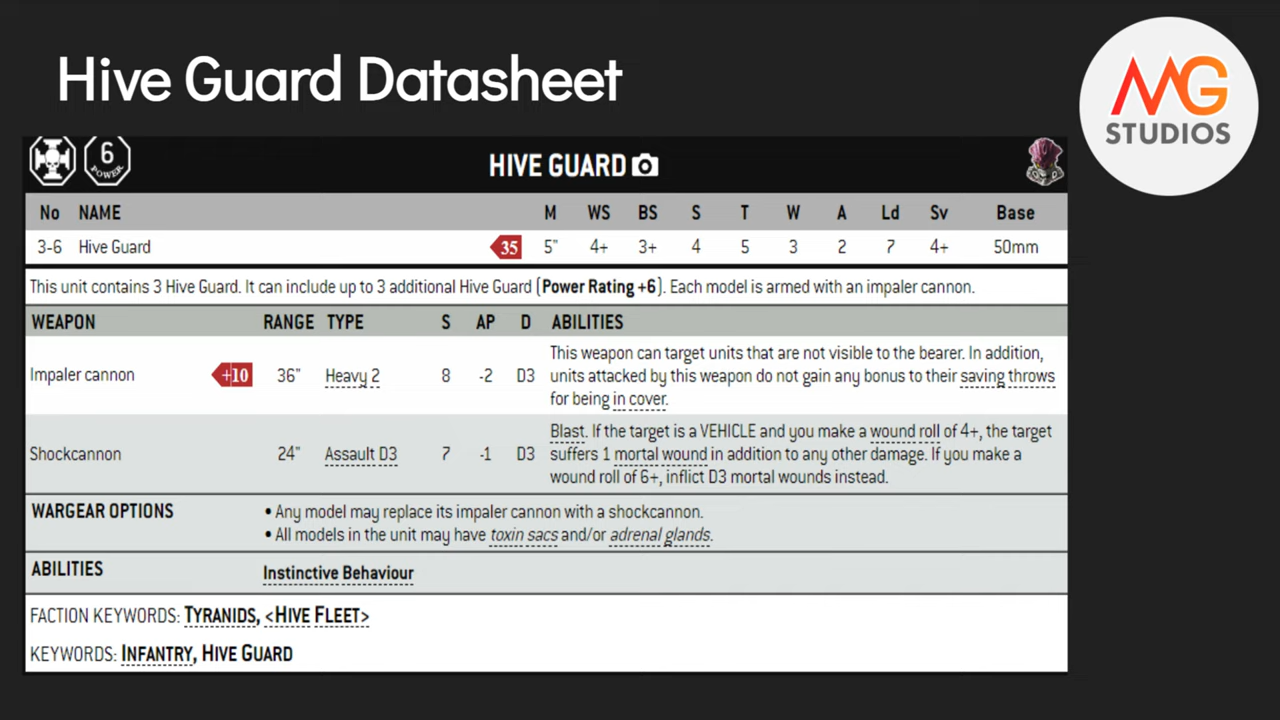 Hive Guard Datasheet
MG
STUDIOS
6
POWER
HIVE GUARD
No NAME M WS BS S T W A Ld Sv Base
3-6 Hive Guard 35 5" 4+ 3+ 4 5 3 2 7 4+ 50mm
This unit contains 3 Hive Guard. It can include up to 3 additional Hive Guard (Power Rating +6). Each model is armed with an impaler cannon.
WEAPON RANGE TYPE S AP D ABILITIES
Impaler cannon +10 36" Heavy 2 8 -2 D3 This weapon can target units that are not visible to the bearer. In addition,
units attacked by this weapon do not gain any bonus to their saving throws
for being in cover.
Shockcannon 24" Assault D3 7 -1 D3 Blast. If the target is a VEHICLE and you make a wound roll of 4+, the target
suffers 1 mortal wound in addition to any other damage. If you make a
wound roll of 6+, inflict D3 mortal wounds instead.
WARGEAR OPTIONS • Any model may replace its impaler cannon with a shockcannon.
• All models in the unit may have toxin sacs and/or adrenal glands.
ABILITIES Instinctive Behaviour
FACTION KEYWORDS: TYRANIDS, <HIVE FLEET>
KEYWORDS: INFANTRY, HIVE GUARD